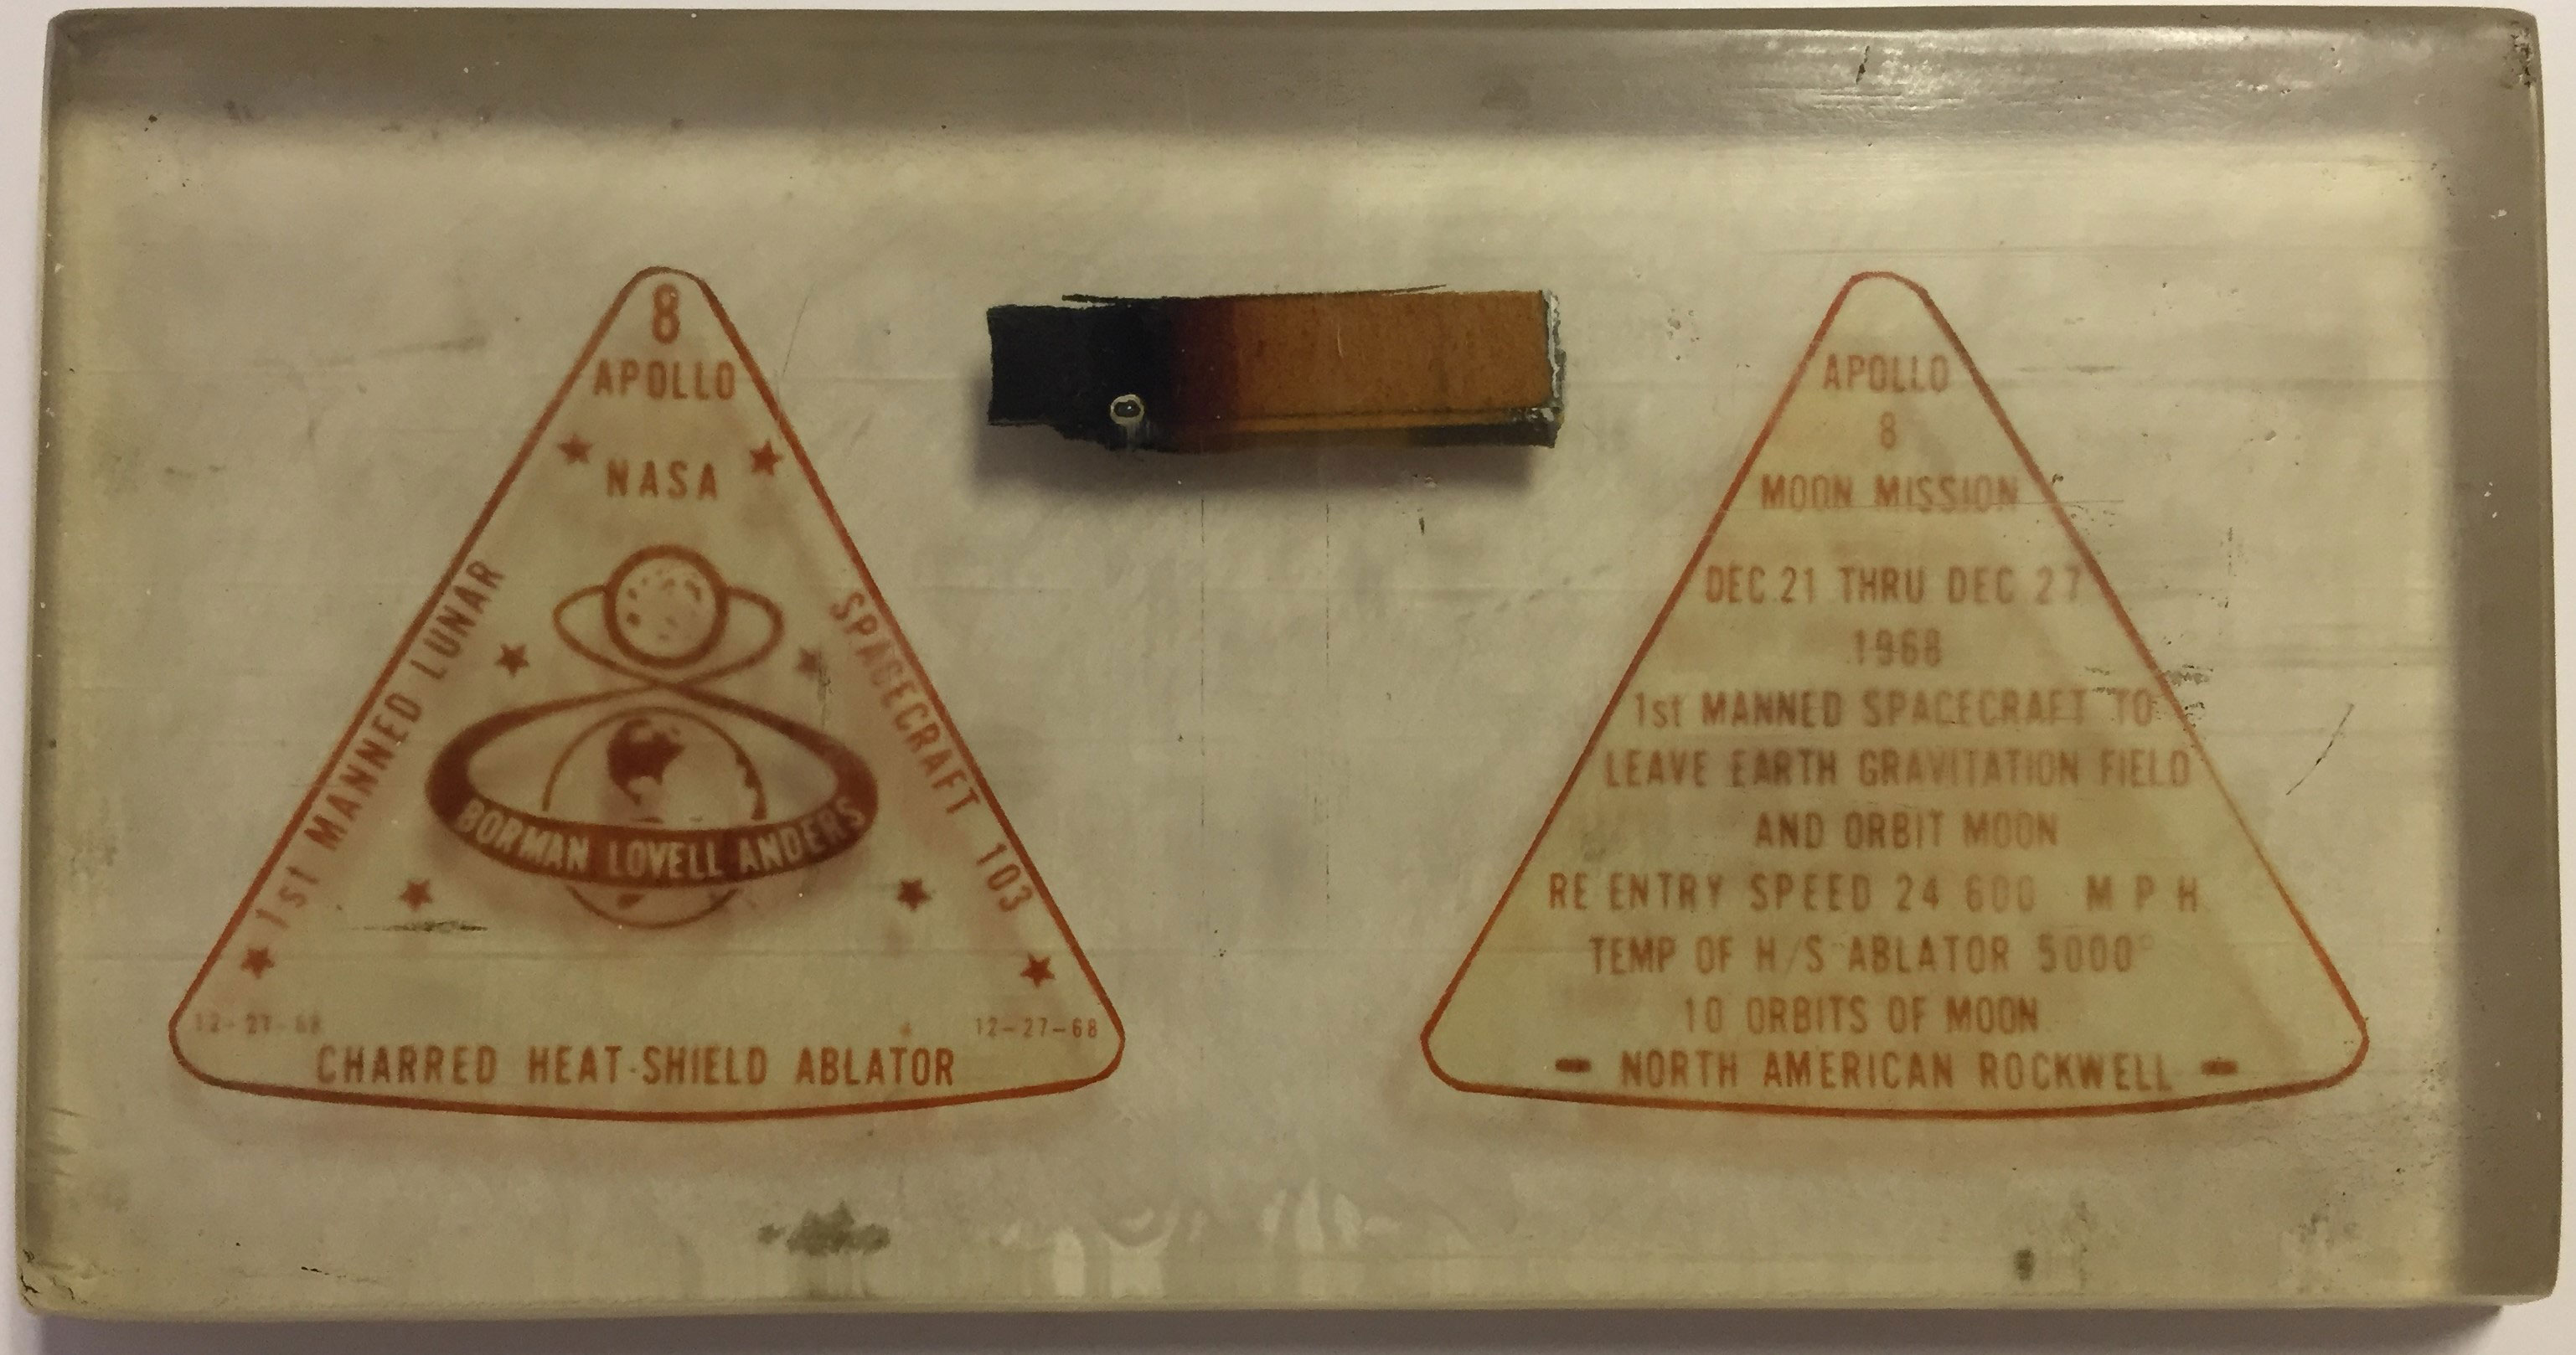 8
APOLLO
NASA
1st MANNED LUNAR
SPACECRAFT 103
BORMAN LOVELL ANDERS
12-27-68
12-27-68
CHARRED HEAT-SHIELD ABLATOR
APOLLO
8
MOON MISSION
DEC.21 THRU DEC 27
1968
1st MANNED SPACECRAFT TO
LEAVE EARTH GRAVITATION FIELD
AND ORBIT MOON
RE ENTRY SPEED 24 600 M P H
TEMP OF H/S ABLATOR 5000°
10 ORBITS OF MOON
- NORTH AMERICAN ROCKWELL -